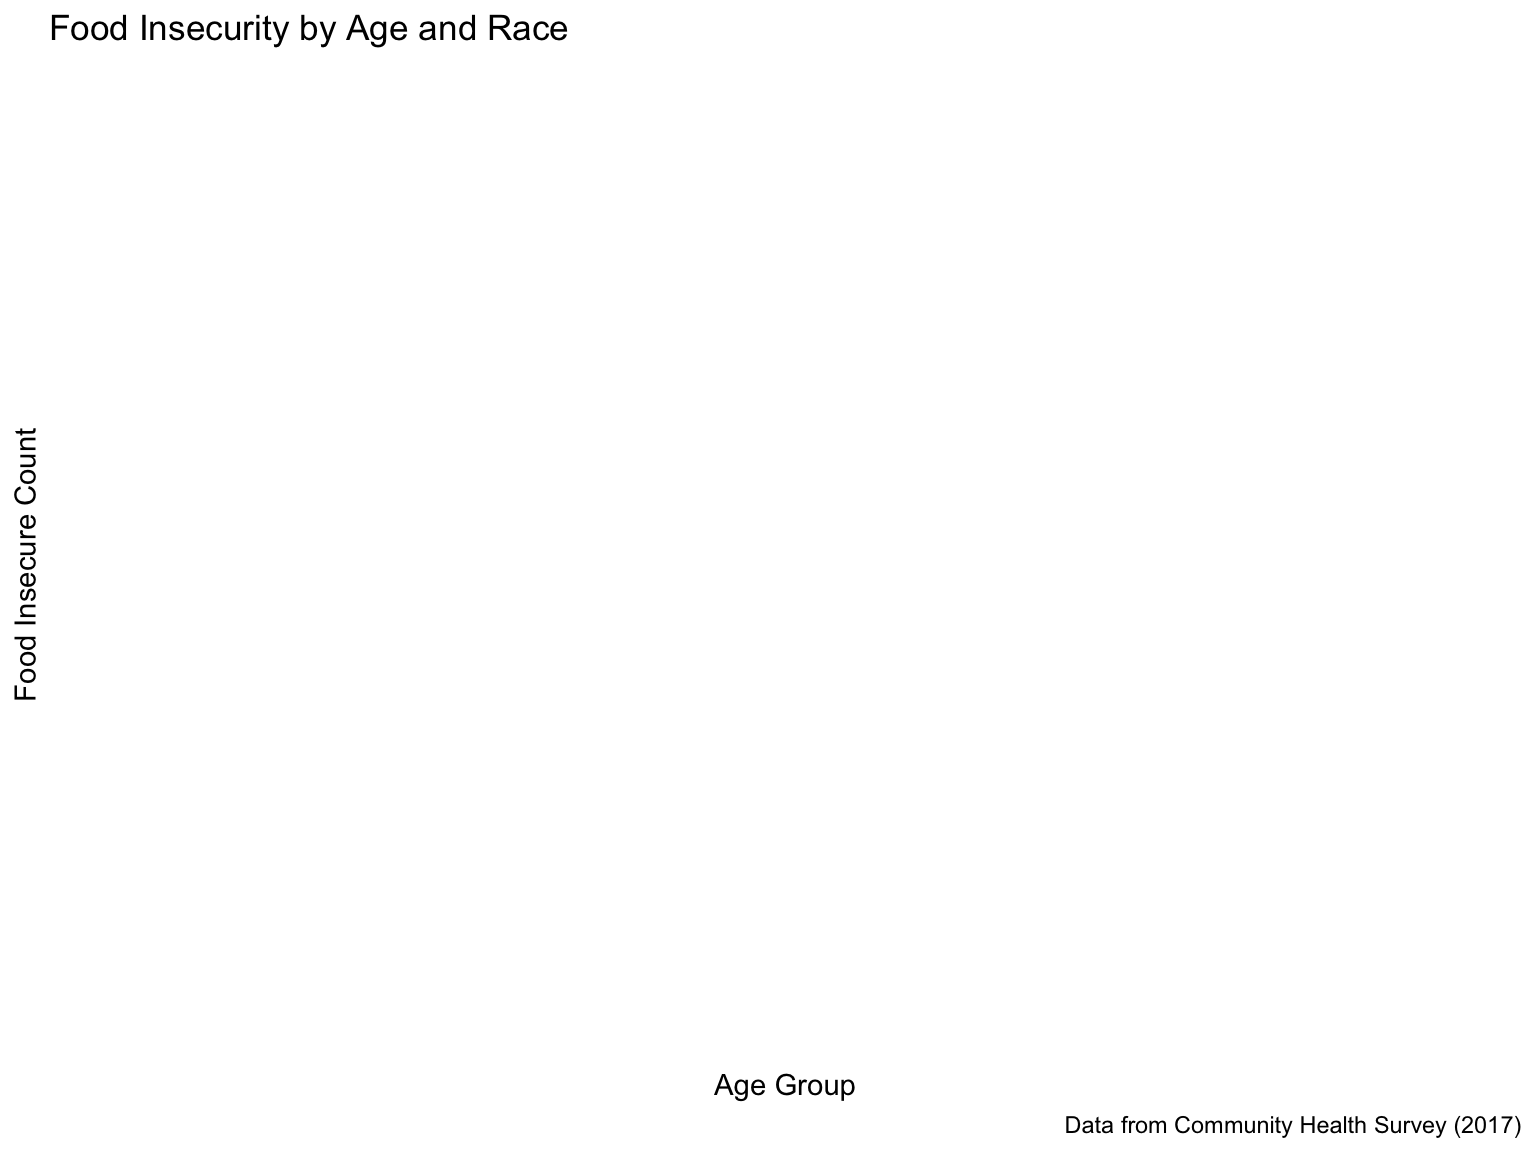 Food Insecurity by Age and Race
Food Insecure Count
Age Group
Data from Community Health Survey (2017)